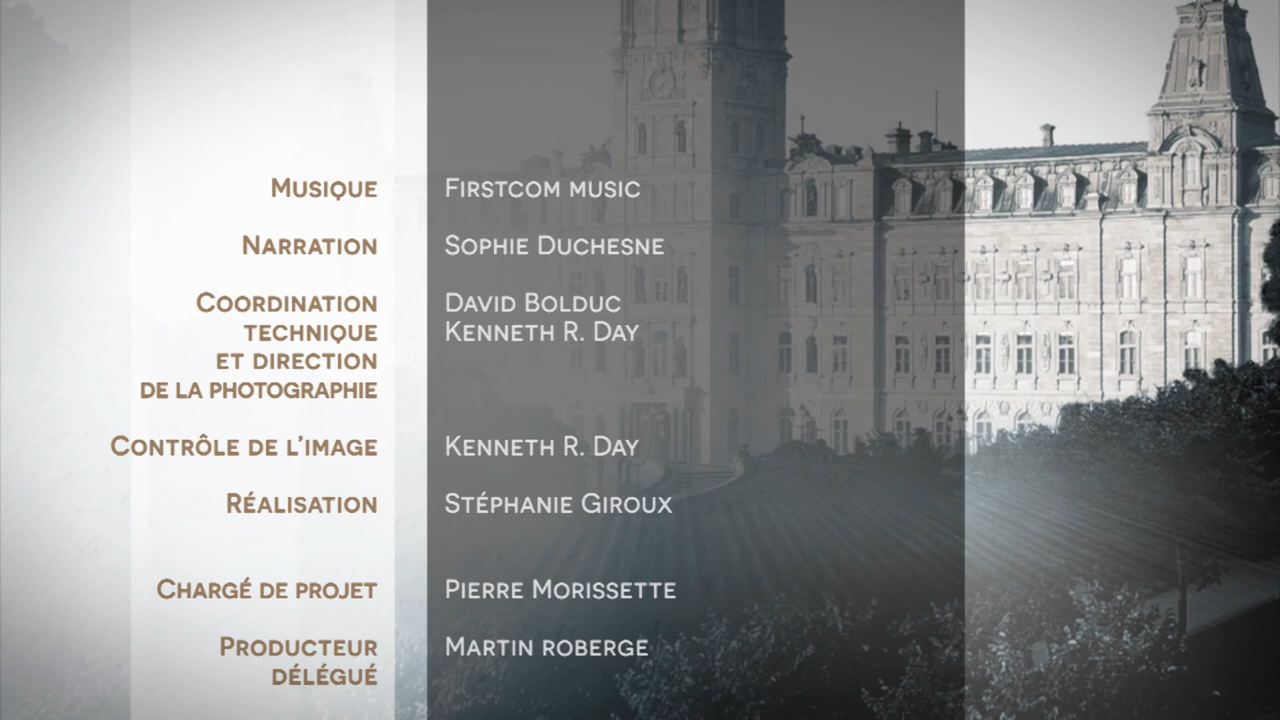 Musique Firstcom music
Narration Sophie Duchesne
Coordination David Bolduc
technique Kenneth R. Day
et direction
de la photographie
Contrôle de l'image Kenneth R. Day
Réalisation Stéphanie Giroux
Chargé de projet Pierre Morissette
Producteur Martin roberge
délégué